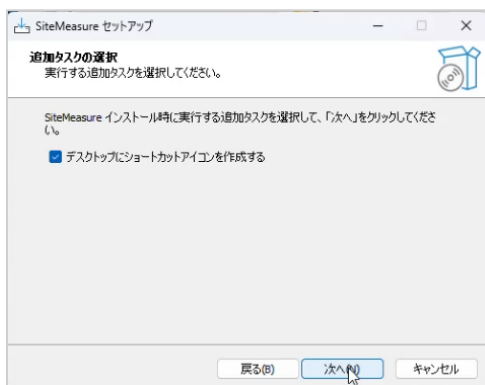 SiteMeasure セットアップ
追加タスクの選択
実行する追加タスクを選択してください。
SiteMeasure インストール時に実行する追加タスクを選択して、「次へ」をクリックしてくださ
い。
デスクトップにショートカットアイコンを作成する
戻る(B) 次へ(N) キャンセル